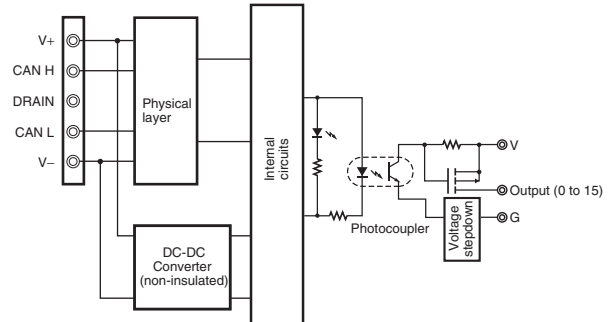 V+
CAN H
DRAIN
CAN L
V–
Physical
layer
DC-DC
Converter
(non-insulated)
Internal
circuits
Photocoupler
Voltage
stepdown
V
Output (0 to 15)
G